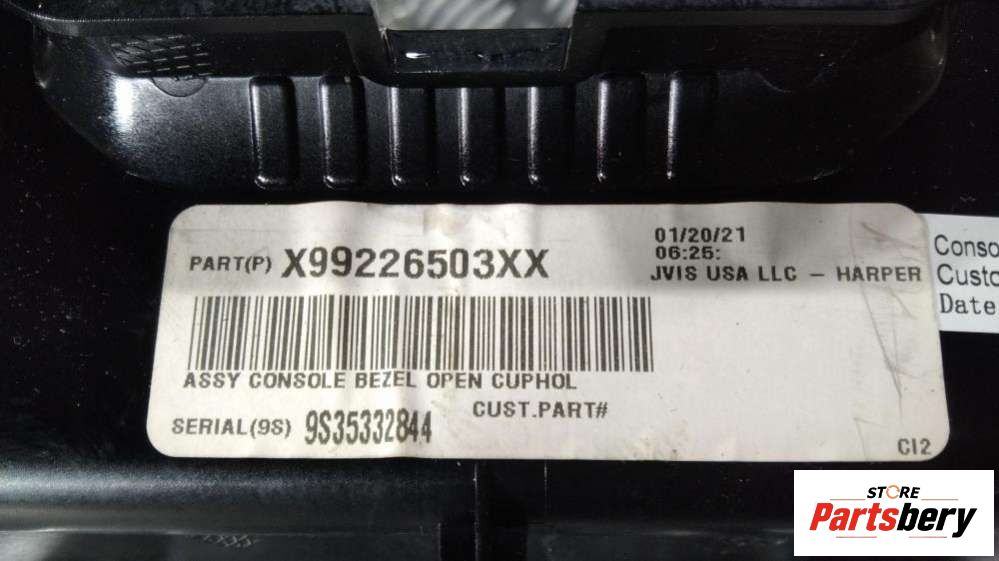 PART(P) X99226503XX
01/20/21
06:25:
JVIS USA LLC – HARPER
ASSY CONSOLE BEZEL OPEN CUPHOL
CUST.PART#
SERIAL(9S) 9S35332844
CI2
Conso
Custo
Date
STORE
Partsbery